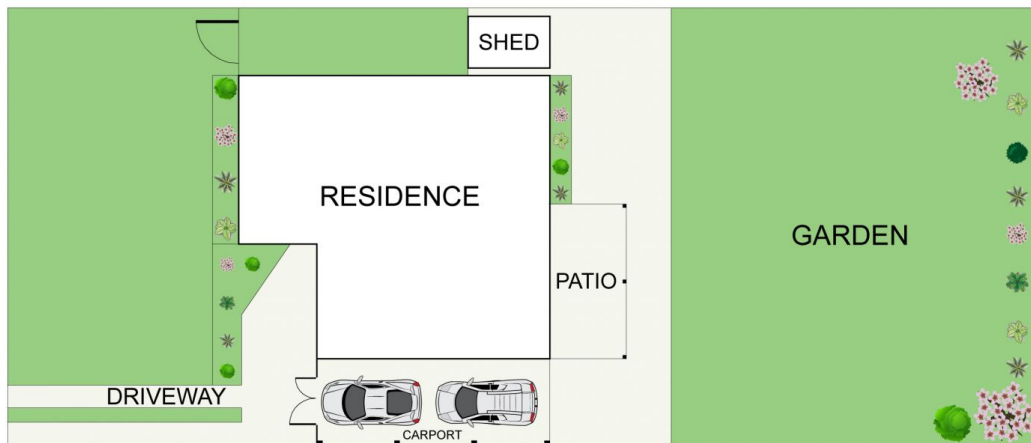 SHED
RESIDENCE
GARDEN
PATIO
DRIVEWAY
CARPORT